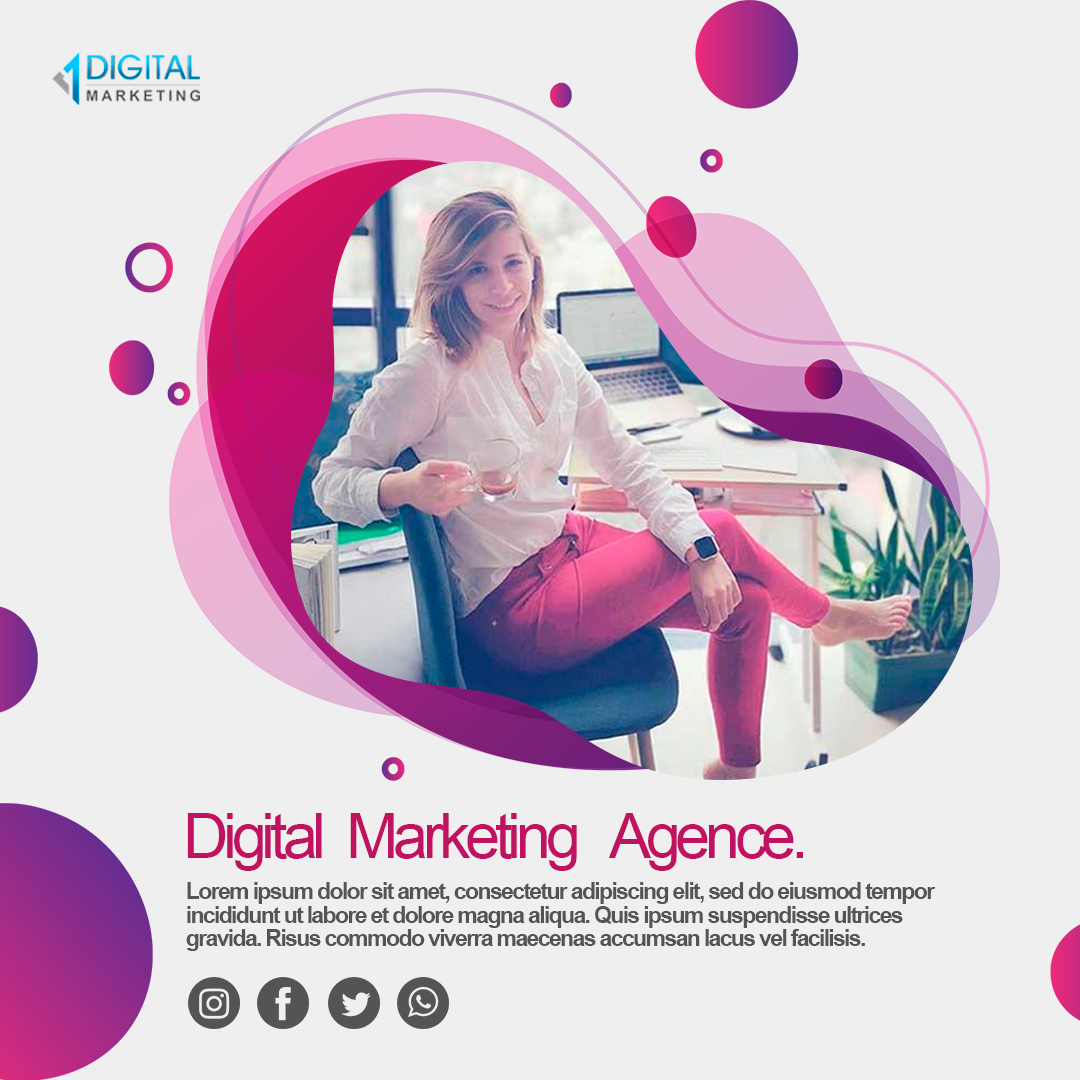 DIGITAL
MARKETING
Digital Marketing Agence.
Lorem ipsum dolor sit amet, consectetur adipiscing elit, sed do eiusmod tempor
incididunt ut labore et dolore magna aliqua. Quis ipsum suspendisse ultrices
gravida. Risus commodo viverra maecenas accumsan lacus vel facilisis.